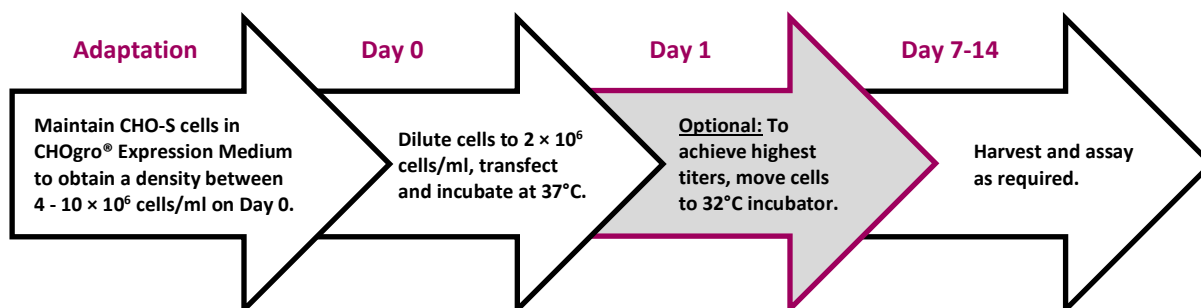 Adaptation
Maintain CHO-S cells in
CHOgro® Expression Medium
to obtain a density between
4 - 10 × 10⁶ cells/ml on Day 0.
Day 0
Dilute cells to 2 × 10⁶
cells/ml, transfect
and incubate at 37°C.
Day 1
Optional: To
achieve highest
titers, move cells
to 32°C incubator.
Day 7-14
Harvest and assay
as required.